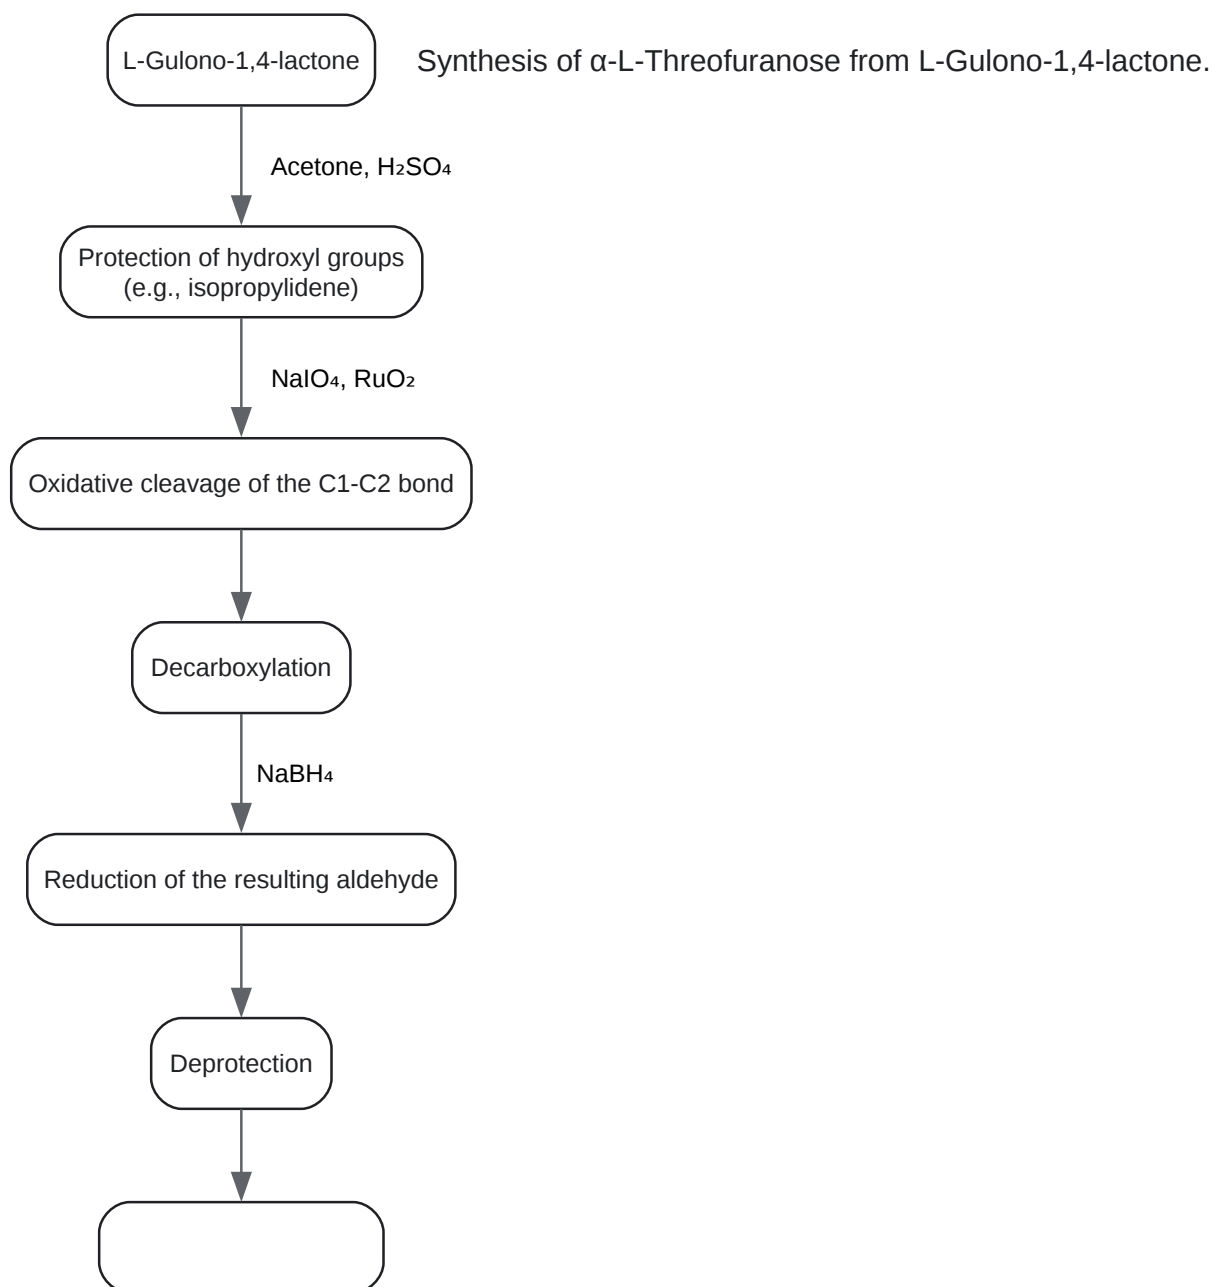 L-Gulono-1,4-lactone
Synthesis of α-L-Threofuranose from L-Gulono-1,4-lactone.
Acetone, H₂SO₄
Protection of hydroxyl groups
(e.g., isopropylidene)
NaIO₄, RuO₂
Oxidative cleavage of the C1-C2 bond
Decarboxylation
NaBH₄
Reduction of the resulting aldehyde
Deprotection